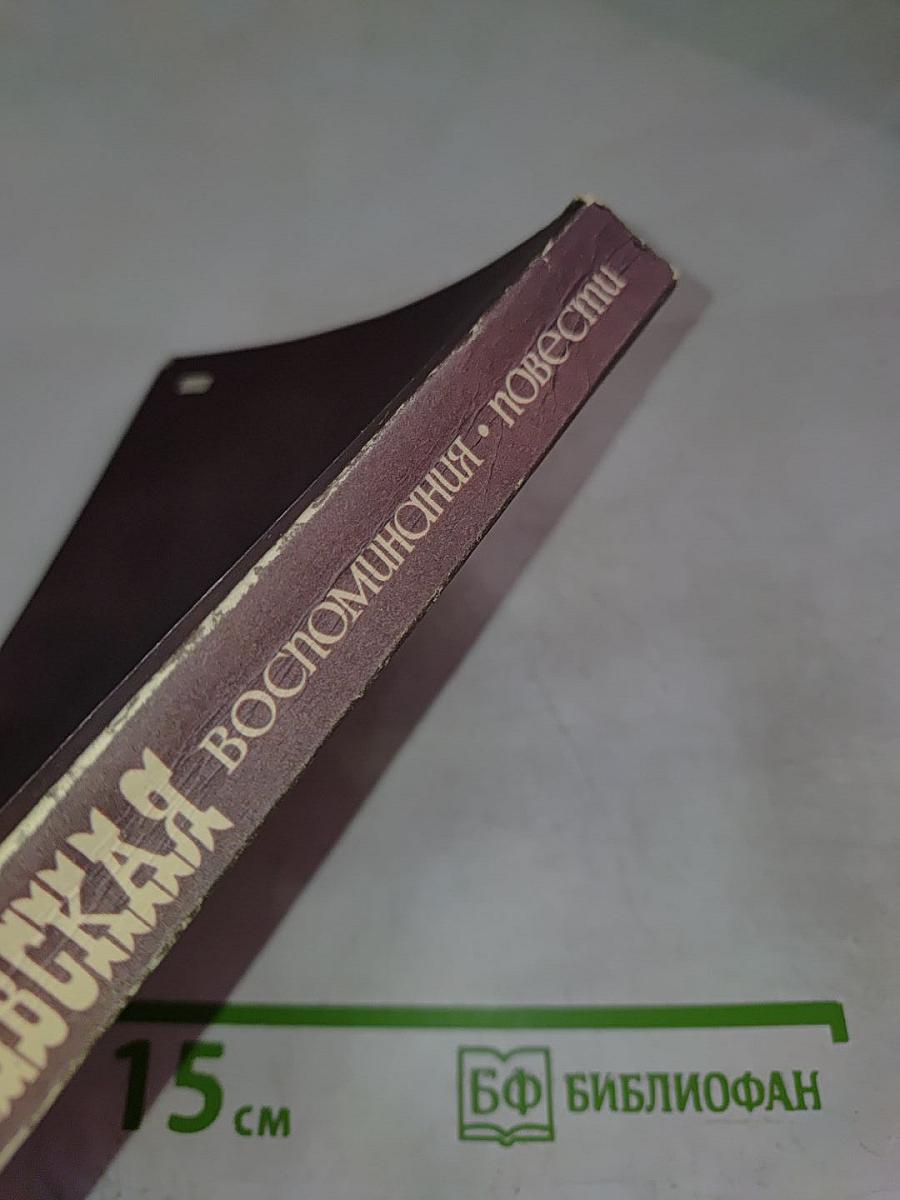 ВСКАЯ ВОСПОМИНАНИЯ • ПОВЕСТИ
15 см
БФ БИБЛИОФАН